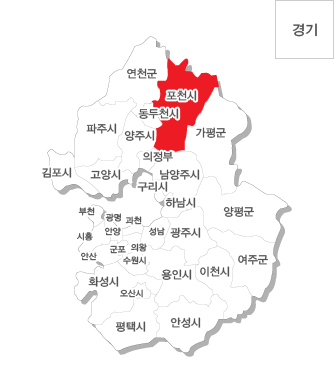 경기
연천군
포천시
동두천시
파주시
양주시
가평군
의정부
김포시
고양시
남양주시
구리시
하남시
부천
광명
과천
양평군
시흥
안양
성남
광주시
군포
의왕
안산
수원시
여주군
용인시
이천시
화성시
오산시
평택시
안성시